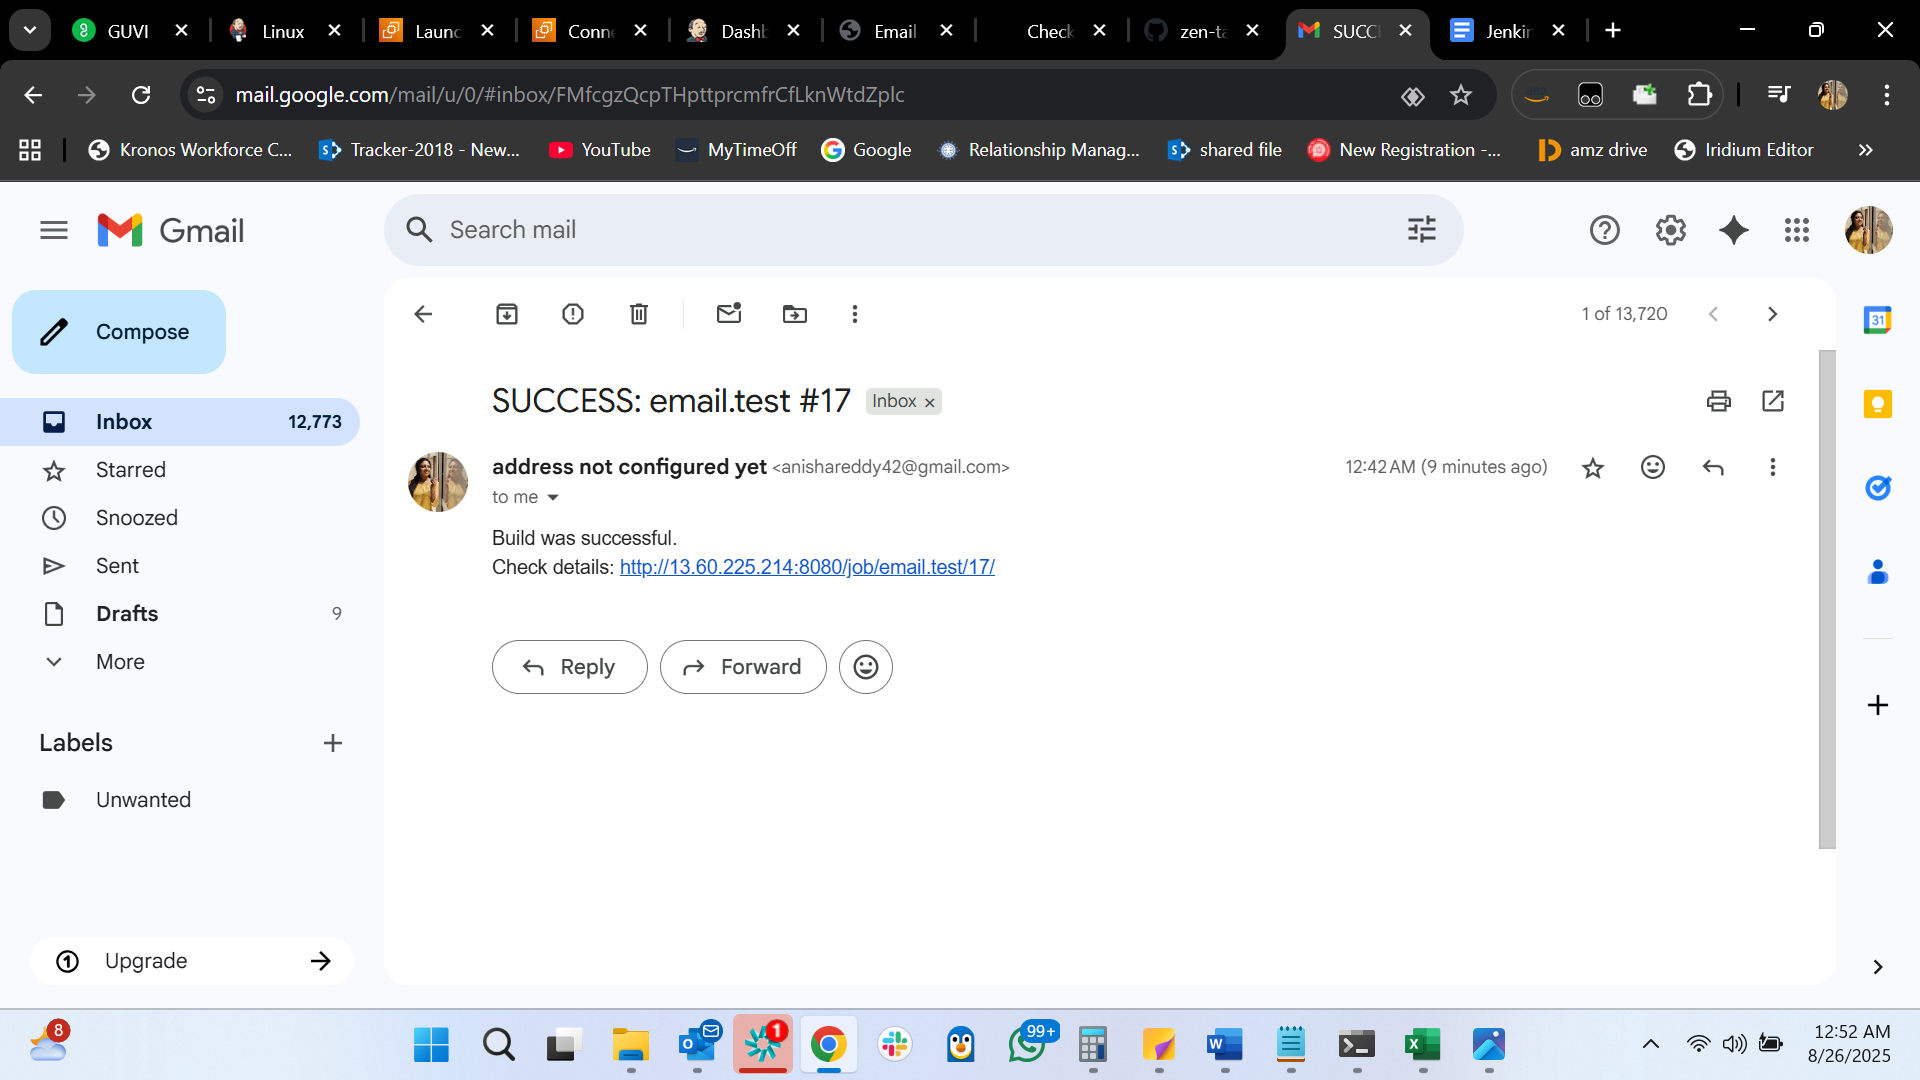 GUVI
Linux
Launc
Conne
Dashb
Email
Check
zen-ta
SUCC
Jenkin
mail.google.com/mail/u/0/#inbox/FMfcgzQcpTHpttprcmfrCfLknWtdZplc
Kronos Workforce C...
Tracker-2018 - New...
YouTube
MyTimeOff
Google
Relationship Manag...
shared file
New Registration -...
amz drive
Iridium Editor
Gmail
Search mail
Compose
1 of 13,720
Inbox 12,773
Starred
Snoozed
Sent
Drafts 9
More
Labels
Unwanted
Upgrade
SUCCESS: email.test #17 Inbox
address not configured yet <anishareddy42@gmail.com>
12:42 AM (9 minutes ago)
to me
Build was successful.
Check details: http://13.60.225.214:8080/job/email.test/17/
Reply
Forward
31
8
1
99+
12:52 AM
8/26/2025